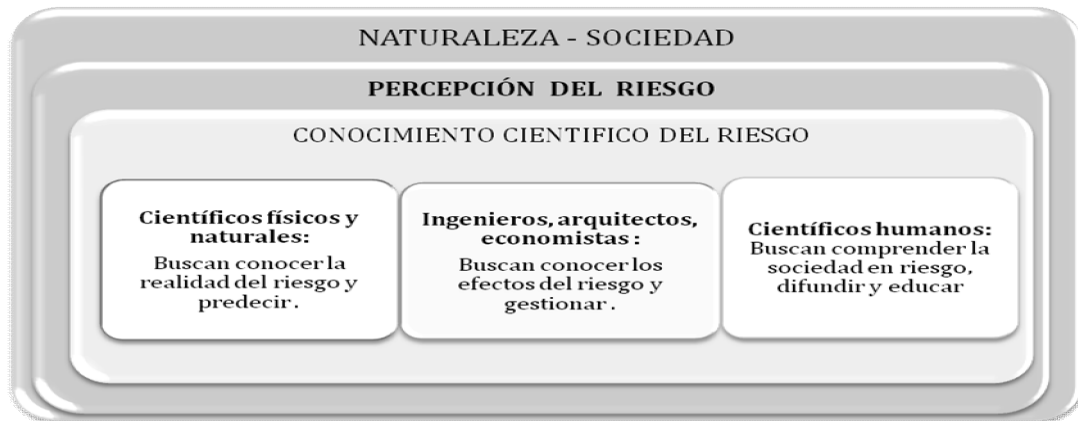 NATURALEZA - SOCIEDAD
PERCEPCIÓN DEL RIESGO
CONOCIMIENTO CIENTIFICO DEL RIESGO
Científicos físicos y
naturales:
Buscan conocer la
realidad del riesgo y
predecir .
Ingenieros, arquitectos,
economistas :
Buscan conocer los
efectos del riesgo y
gestionar .
Científicos humanos:
Buscan comprender la
sociedad en riesgo,
difundir y educar